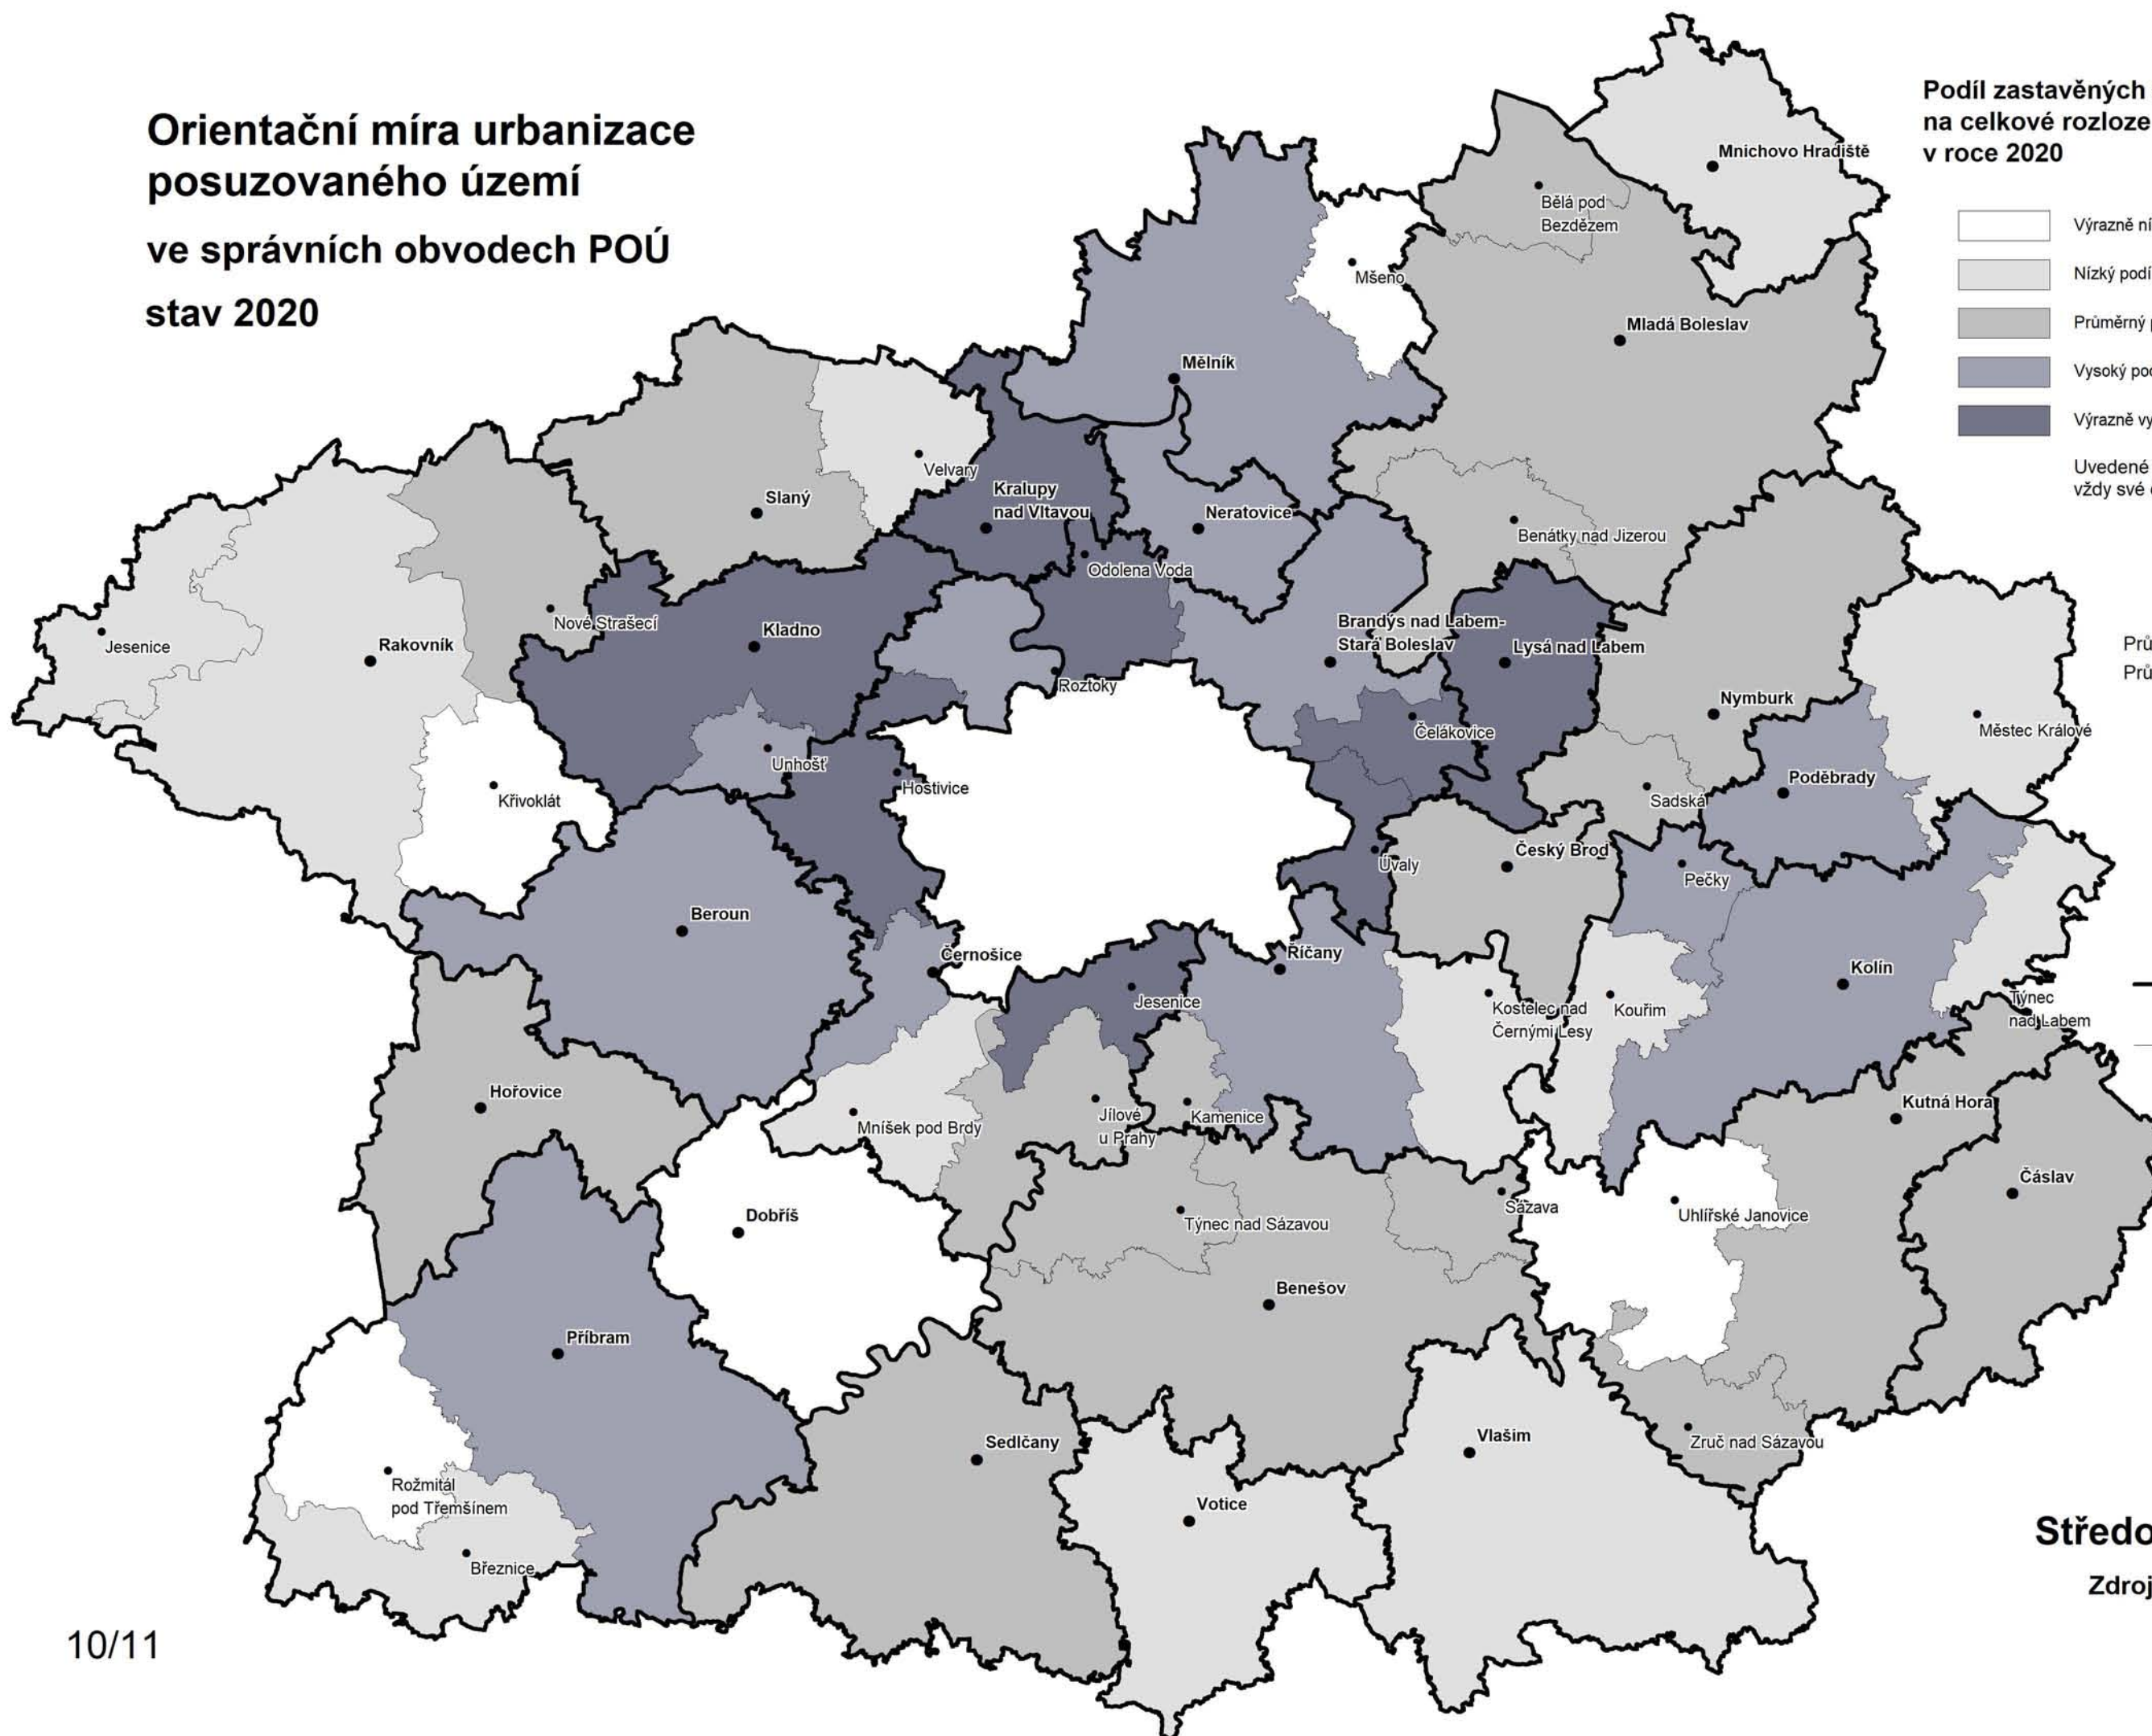 Orientační míra urbanizace
posuzovaného území
ve správních obvodech POÚ
stav 2020
Podíl zastavěných
na celkové rozloze
v roce 2020
Výrazně
Nízký
Průměrný
Vysoký
Výrazně
Uvedené
vždy své
Mnichovo Hradiště
Bělá pod
Bezdězem
Mšeno
Mladá Boleslav
Mělník
Velvary
Slaný
Kralupy
nad Vltavou
Neratovice
Benátky nad Jizerou
Odolena Voda
Nové Strašecí
Kladno
Brandýs nad Labem-
Stará Boleslav
Lysá nad Labem
Jesenice
Rakovník
Roztoky
Nymburk
Čelákovice
Městec Králové
Unhošť
Hostivice
Poděbrady
Křivoklát
Sadská
Český Brod
Úvaly
Pečky
Beroun
Černošice
Říčany
Kolín
Jesenice
Kostelec nad
Černými Lesy
Kouřim
Týnec
nad Labem
Hořovice
Mníšek pod Brdy
Jílové
u Prahy
Kamenice
Kutná Hora
Čáslav
Dobříš
Týnec nad Sázavou
Sázava
Uhlířské Janovice
Benešov
Příbram
Sedlčany
Vlašim
Zruč nad Sázavou
Rožmitál
pod Třemšínem
Votice
Březnice
Zdroj
10/11